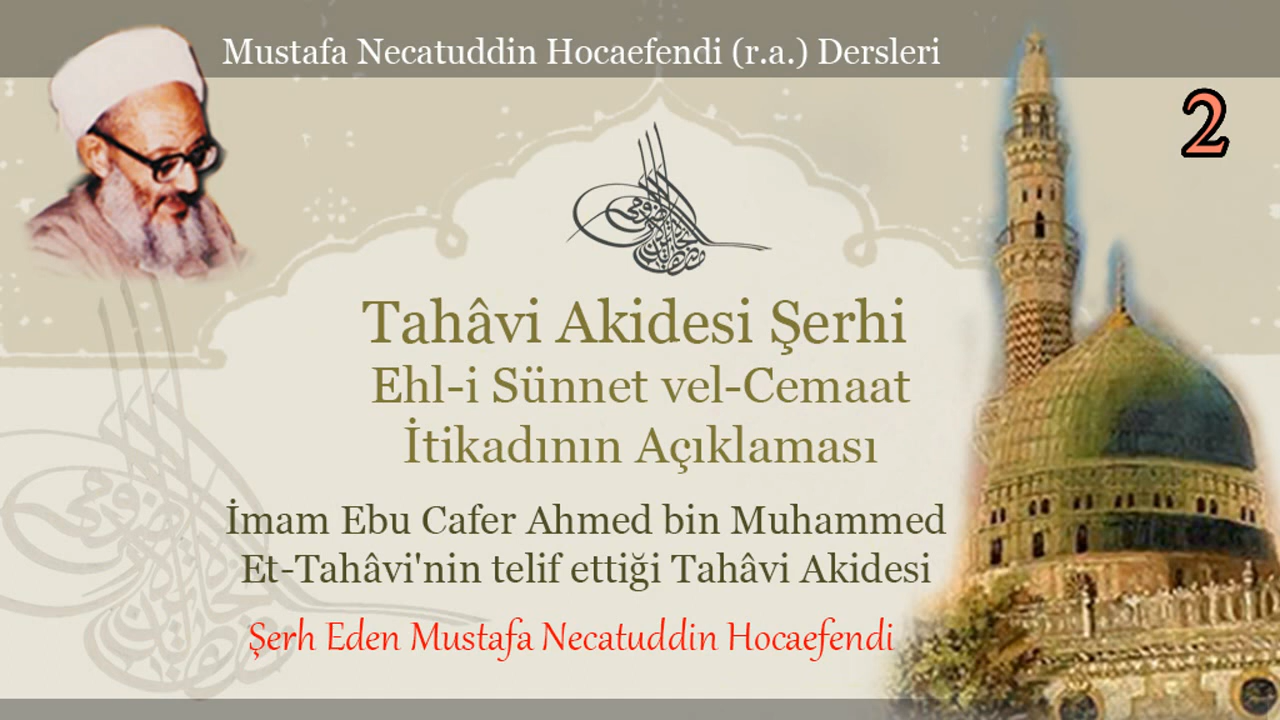 Mustafa Necatuddin Hocaefendi (r.a.) Dersleri
2
Tahâvi Akidesi Şerhi
Ehl-i Sünnet vel-Cemaat
İtikadının Açıklaması
İmam Ebu Cafer Ahmed bin Muhammed
Et-Tahâvi'nin telif ettiği Tahâvi Akidesi
Şerh Eden Mustafa Necatuddin Hocaefendi